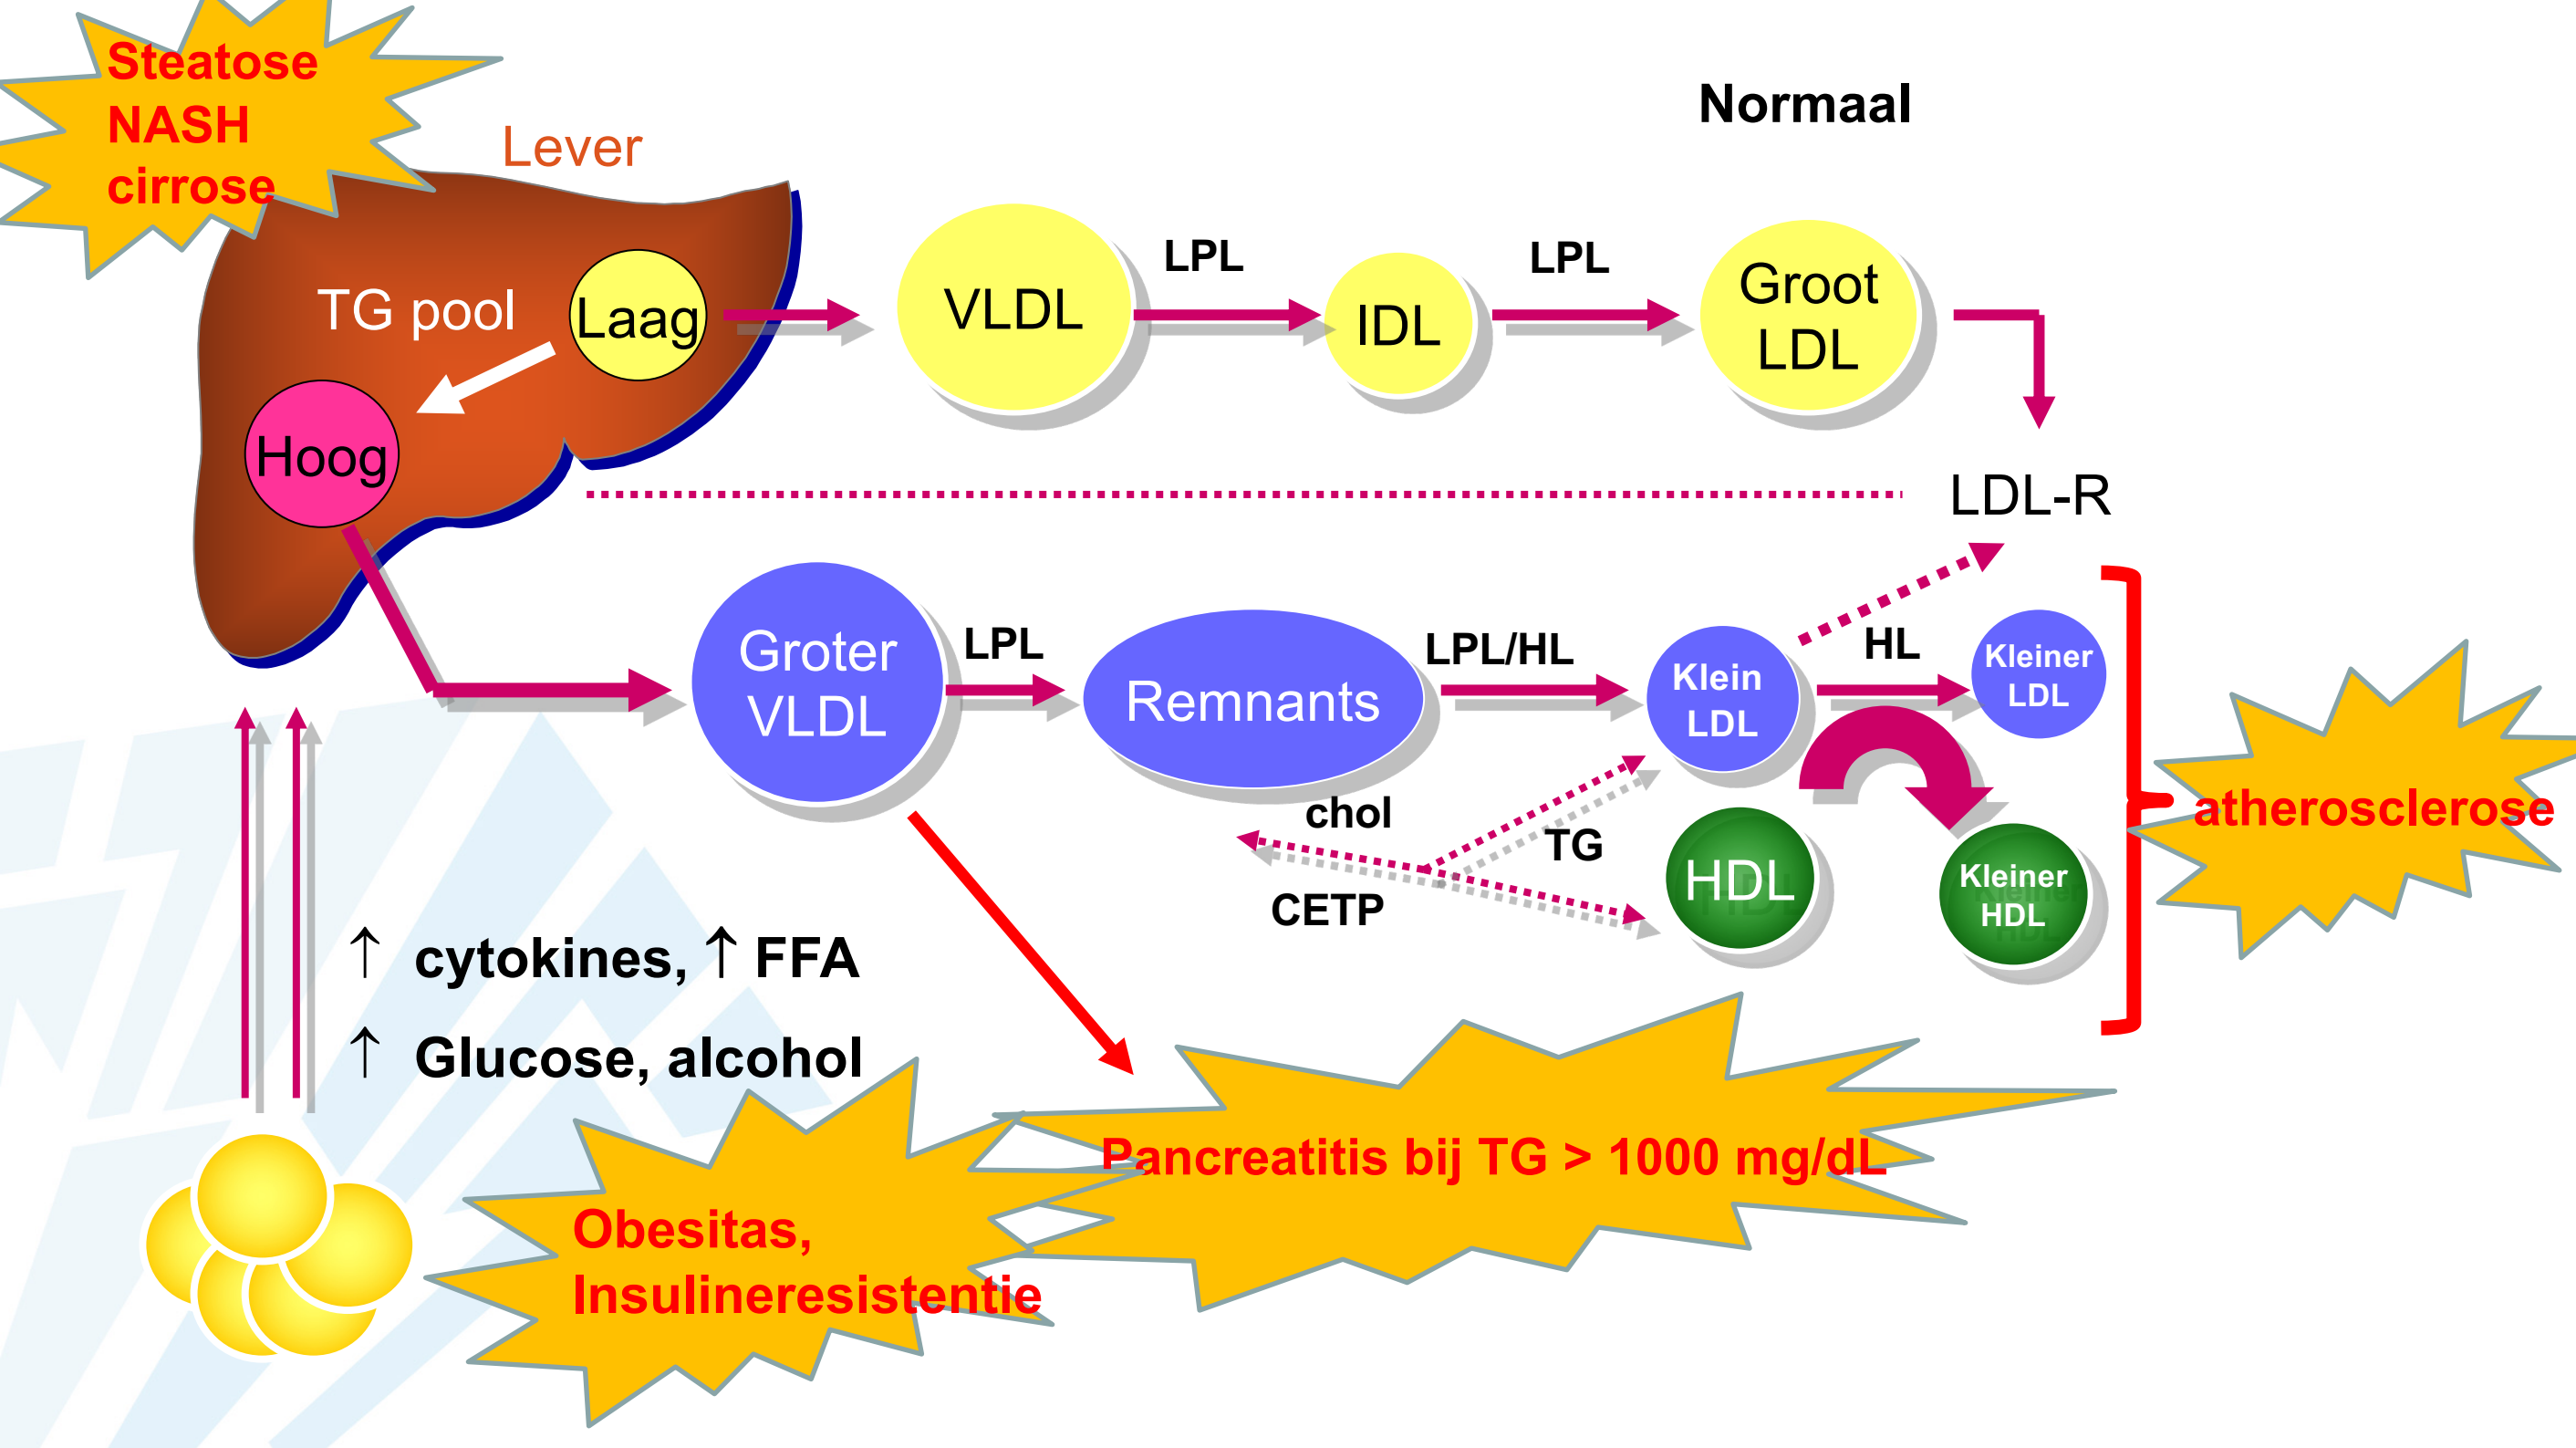 Steatose
NASH
cirrose
Lever
Normaal
TG pool
Laag
Hoog
VLDL
LPL
IDL
LPL
Groot
LDL
LDL-R
Groter
VLDL
LPL
Remnants
LPL/HL
Klein
LDL
HL
Kleiner
LDL
chol
TG
CETP
HDL
Kleiner
HDL
atherosclerose
↑ cytokines, ↑ FFA
↑ Glucose, alcohol
Pancreatitis bij TG > 1000 mg/dL
Obesitas,
Insulineresistentie